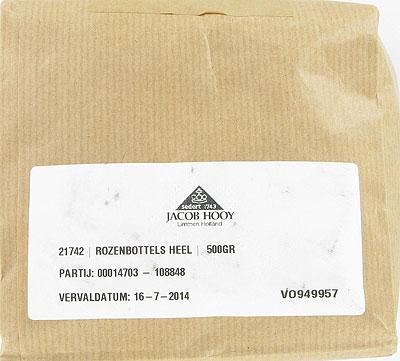 sedert 1743
JACOB HOOY
Limmen Holland
21742 | ROZENBOTTELS HEEL | 500GR
PARTIJ: 00014703 - 108848
VERVALDATUM: 16-7-2014 VO949957